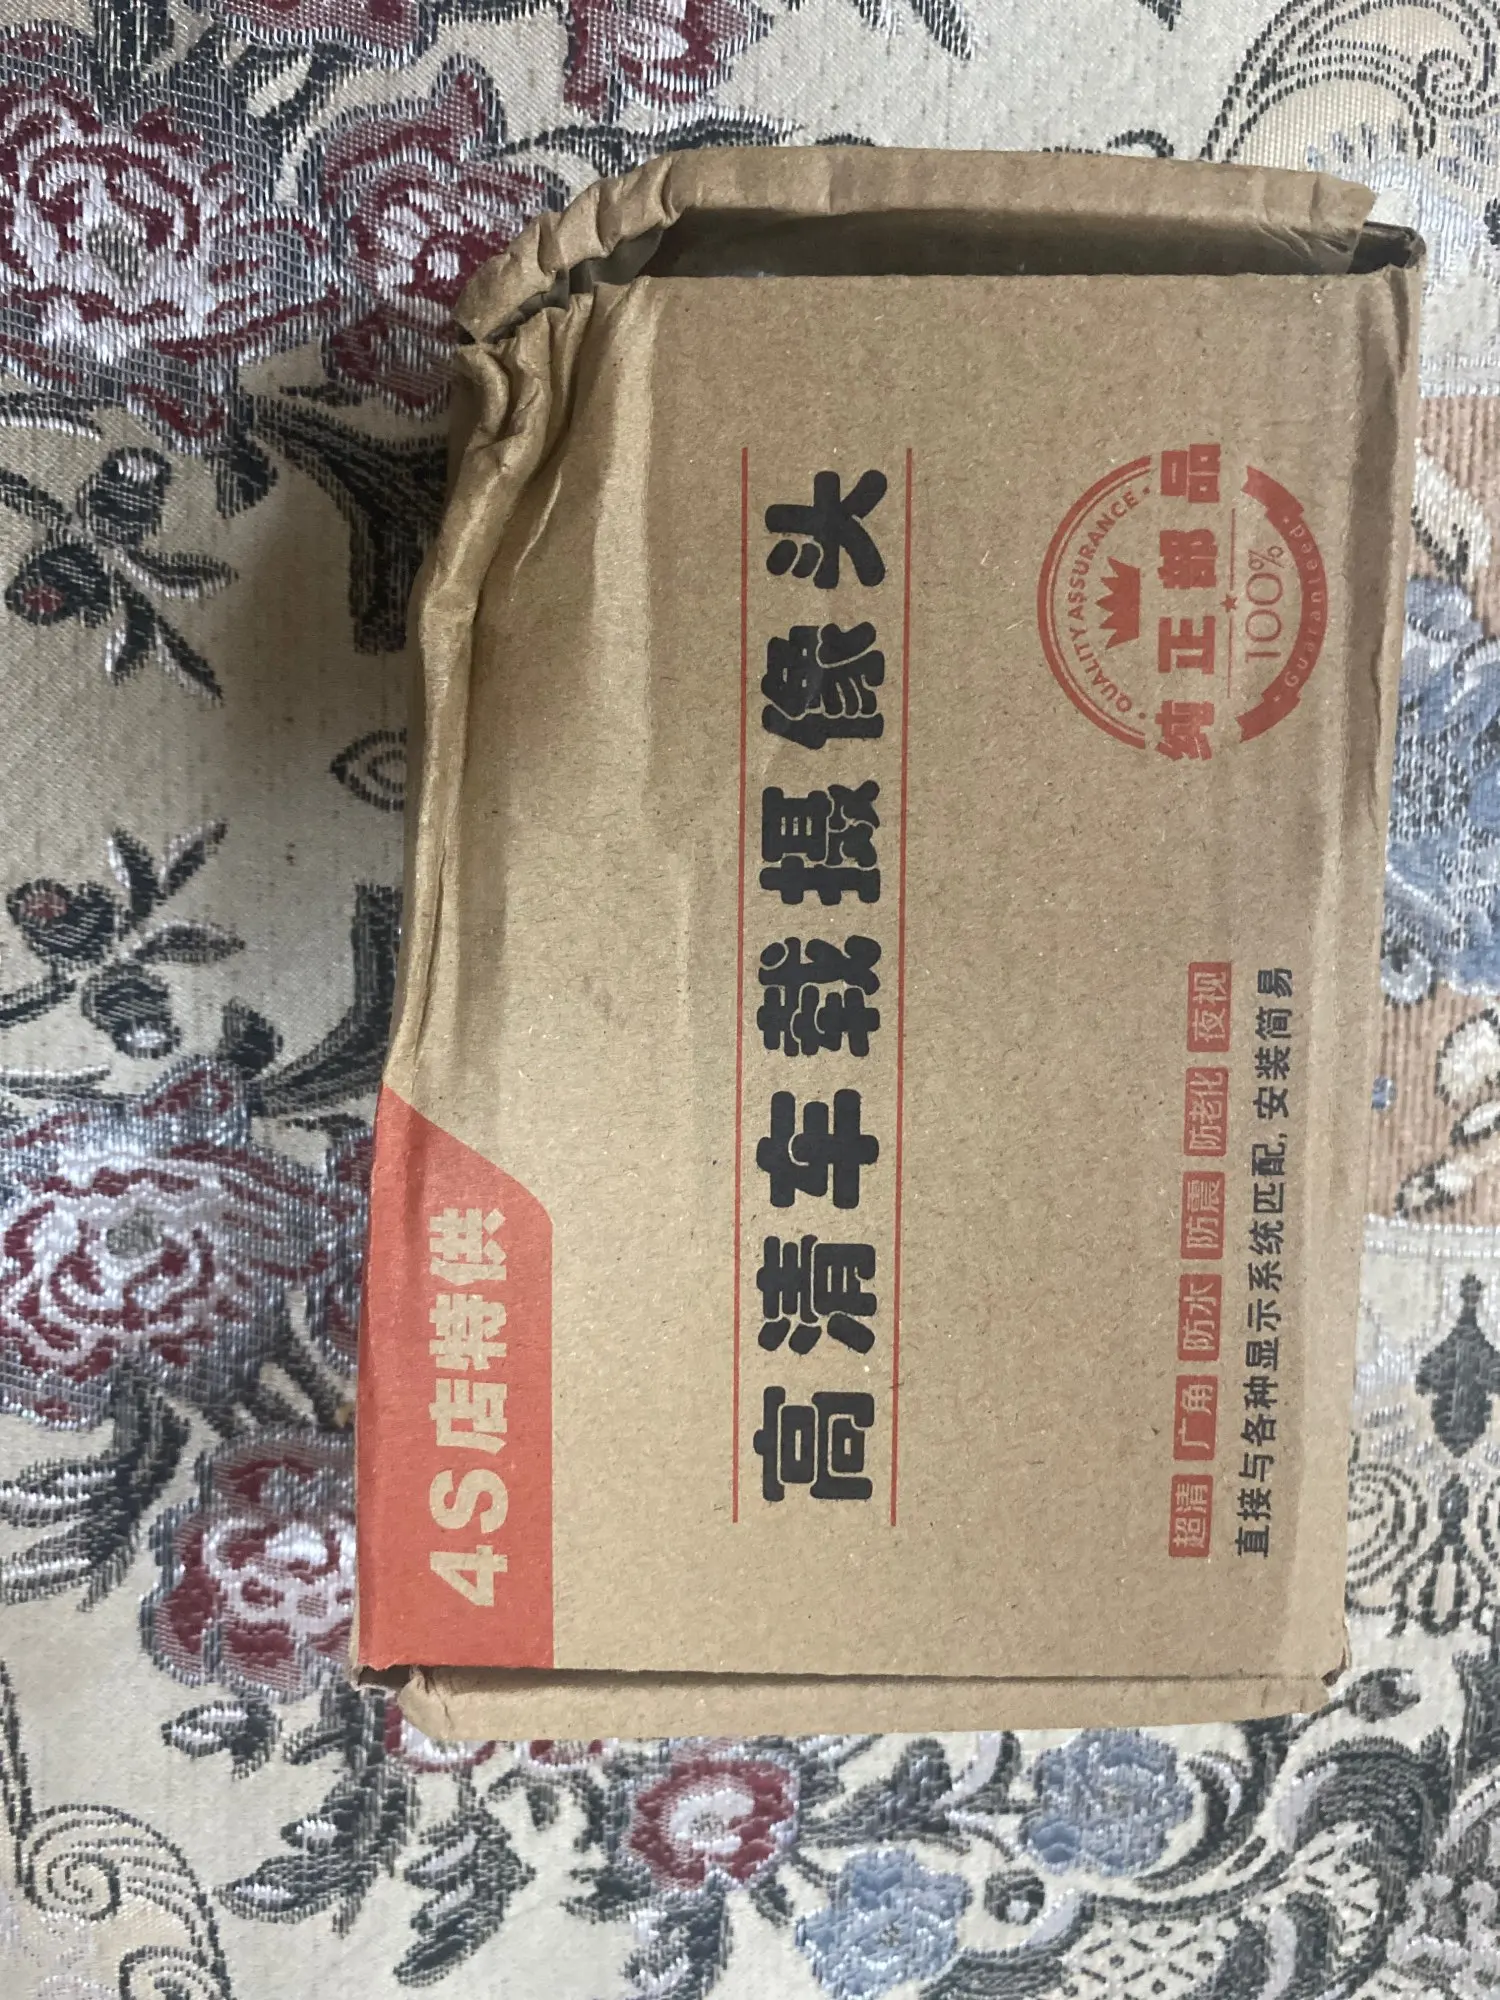 4S店特供
高清车载摄像头
超清 广角 防水 防震 防老化 夜视
直接与各种显示系统匹配,安装简易
QUALITY ASSURANCE
纯正部品
100%
Guaranteed